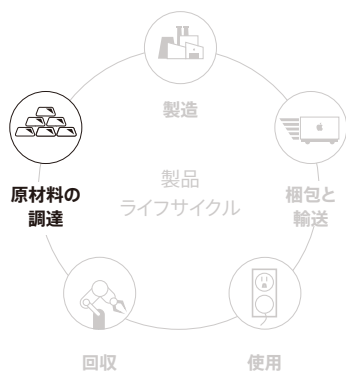 製造
原材料の
調達
製品
ライフサイクル
梱包と
輸送
回収
使用